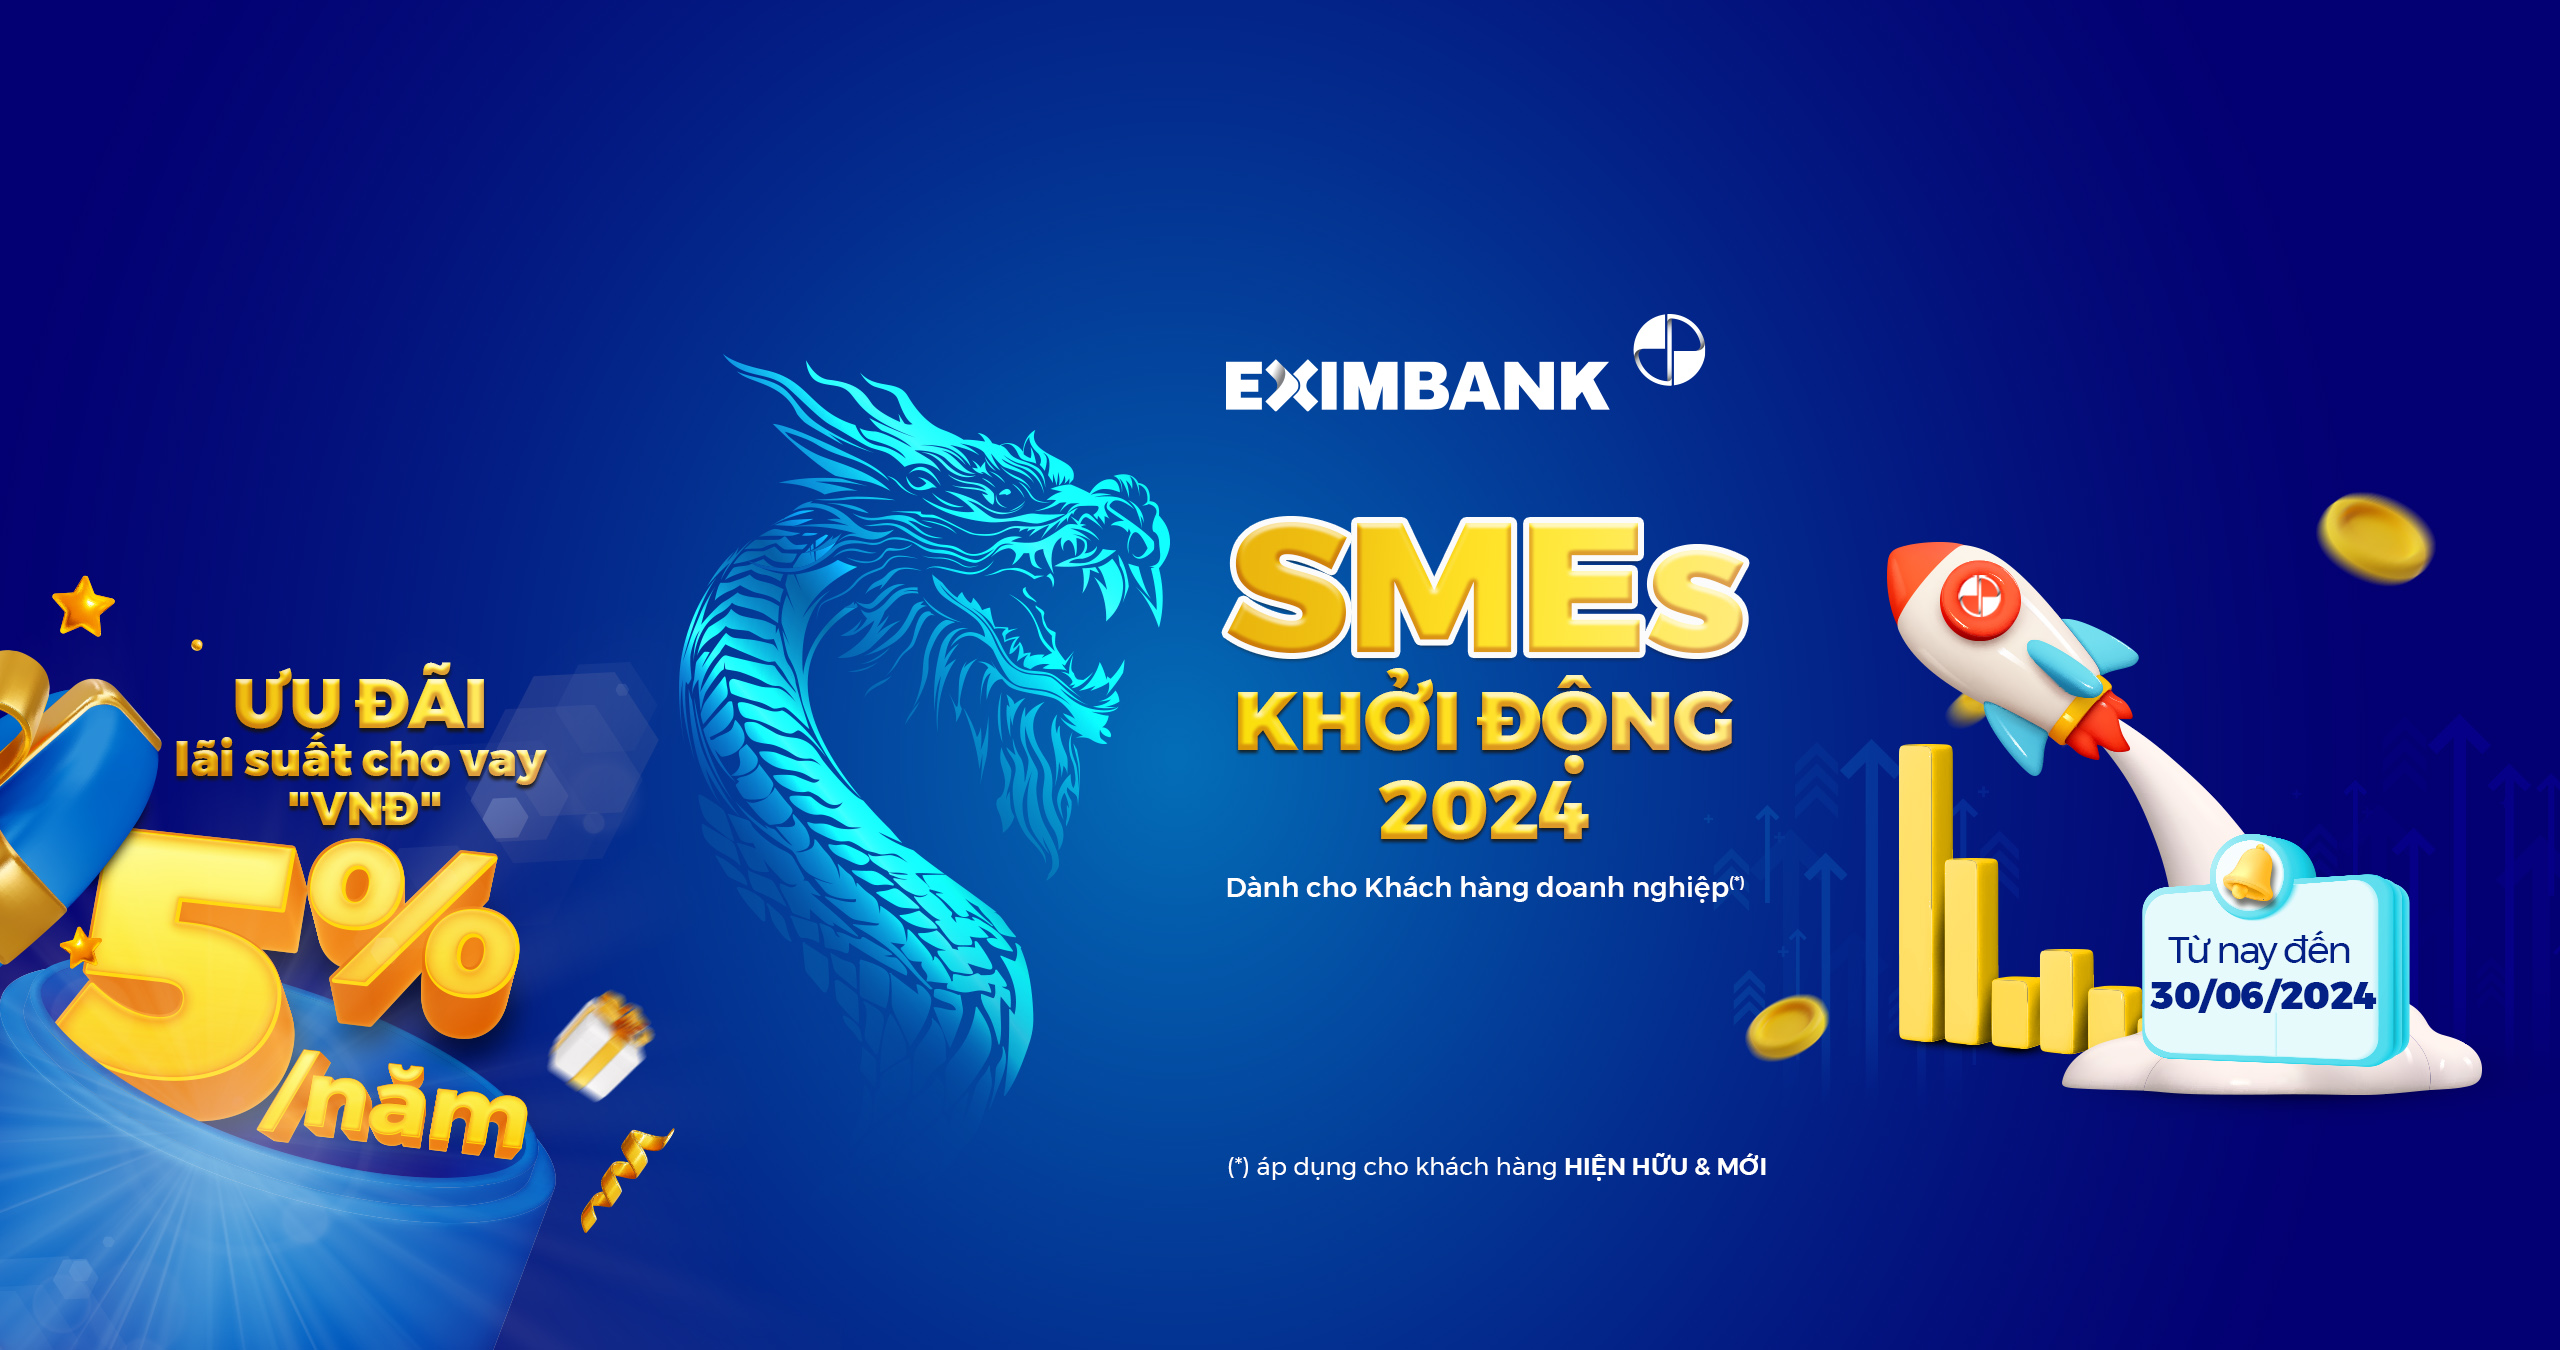 EXIMBANK
SMEs
KHỞI ĐỘNG
2024
Dành cho Khách hàng doanh nghiệp(*)
ƯU ĐÃI
lãi suất cho vay
"VNĐ"
5%
/năm
Từ nay đến
30/06/2024
(*) áp dụng cho khách hàng HIỆN HỮU & MỚI